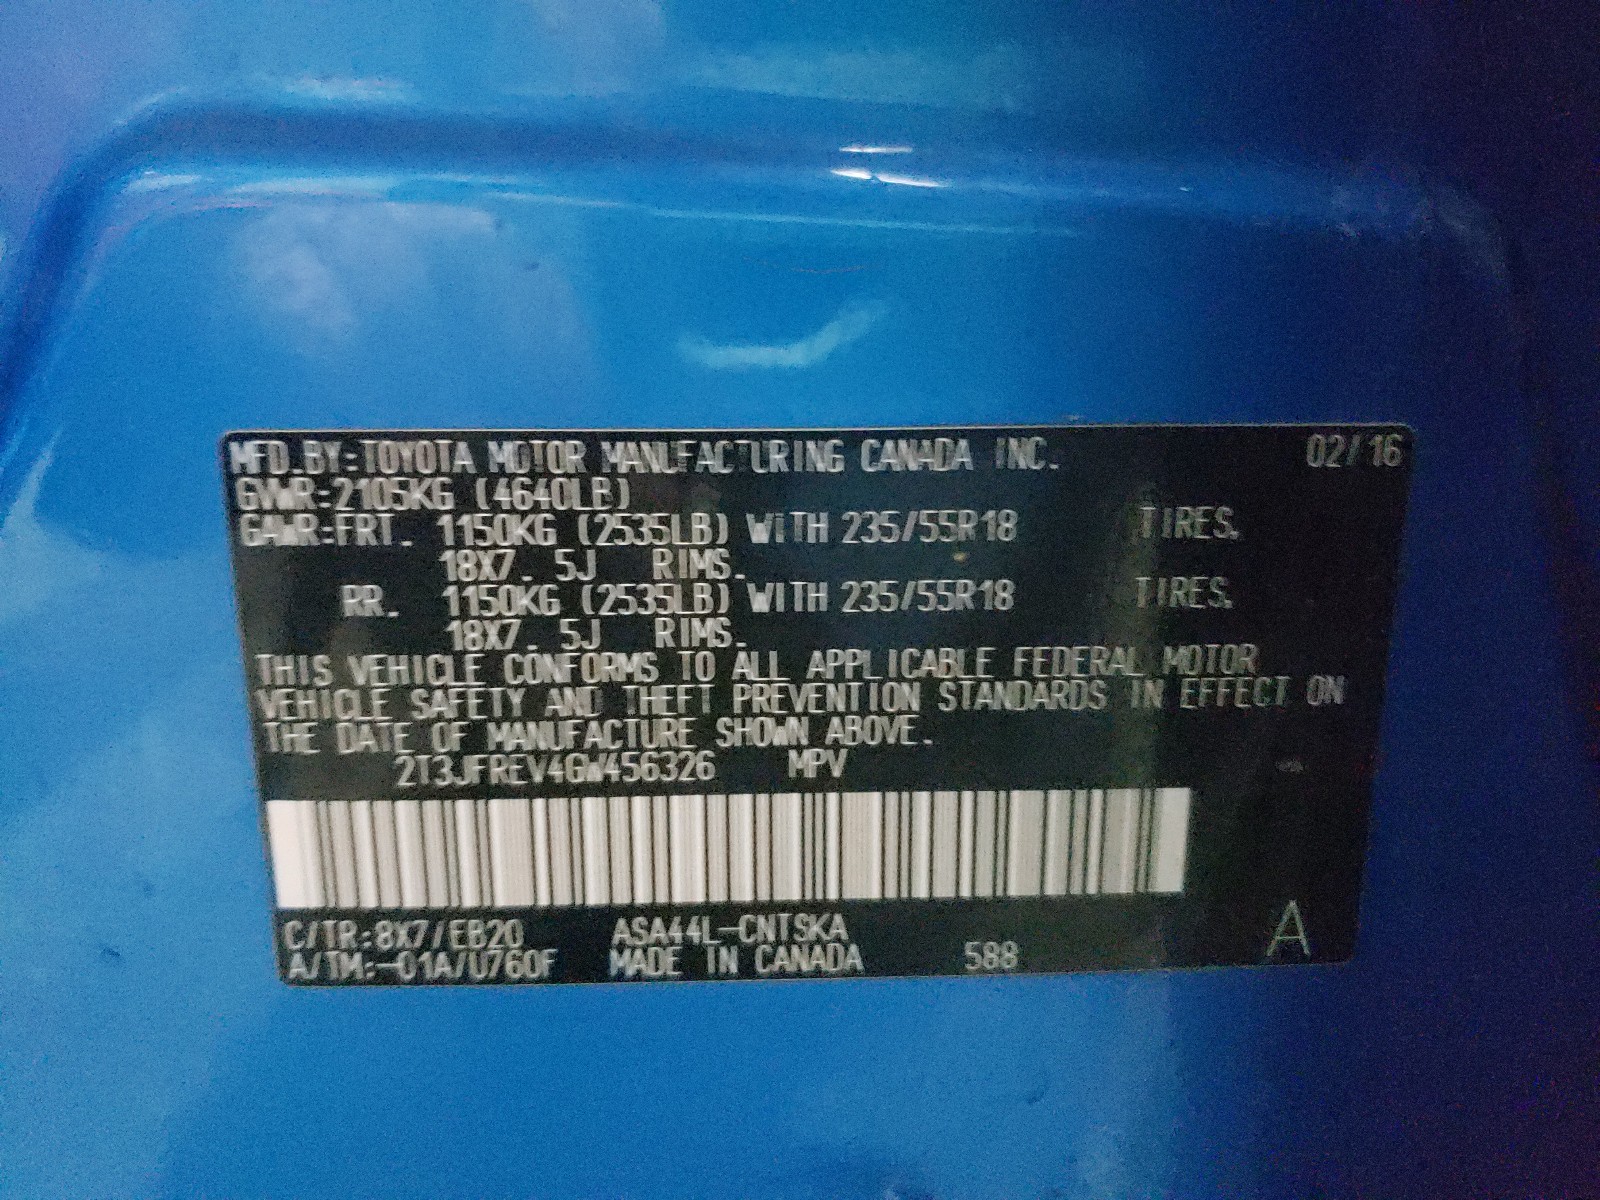 MFD.BY:TOYOTA MOTOR MANUFACTURING CANADA INC. 02/16
GVWR:2105KG (4640LB)
GAWR:FRT. 1150KG (2535LB) WITH 235/55R18 TIRES.
18X7.5J RIMS.
RR. 1150KG (2535LB) WITH 235/55R18 TIRES.
18X7.5J RIMS.
THIS VEHICLE CONFORMS TO ALL APPLICABLE FEDERAL MOTOR
VEHICLE SAFETY AND THEFT PREVENTION STANDARDS IN EFFECT ON
THE DATE OF MANUFACTURE SHOWN ABOVE.
2T3JFREV4GW456326 MPV
C/TR:8X7/EB20 ASA44L-CNTSKA
A/TM:-01A/U760F MADE IN CANADA 588 A